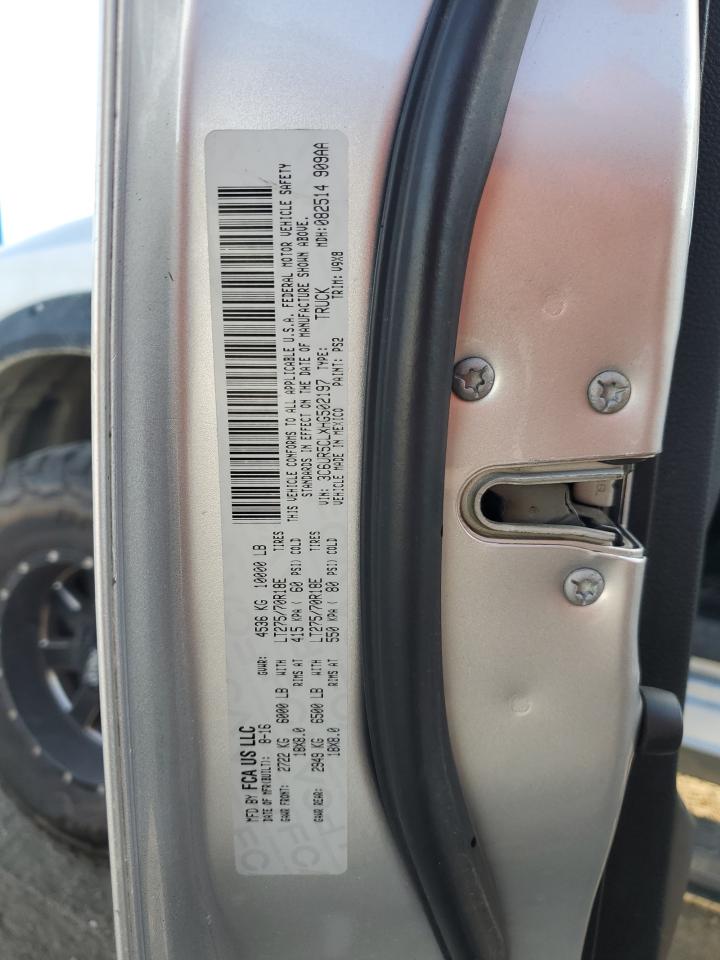 MFD BY FCA US LLC
DATE OF MFR(BUILT): 8-16 GVWR: 4536 KG 10000 LB
GAWR FRONT: 2722 KG 6000 LB WITH LT275/70R18E TIRES
18X8.0 RIMS AT 415 KPA ( 60 PSI) COLD
GAWR REAR: 2949 KG 6500 LB WITH LT275/70R18E TIRES
18X8.0 RIMS AT 550 KPA ( 80 PSI) COLD
THIS VEHICLE CONFORMS TO ALL APPLICABLE U.S.A. FEDERAL MOTOR VEHICLE SAFETY
STANDARDS IN EFFECT ON THE DATE OF MANUFACTURE SHOWN ABOVE.
VIN: 3C6UR5CLXHG502197 TYPE: TRUCK MDH:082514 909AA
VEHICLE MADE IN MEXICO PAINT: PS2 TRIM: V9X8